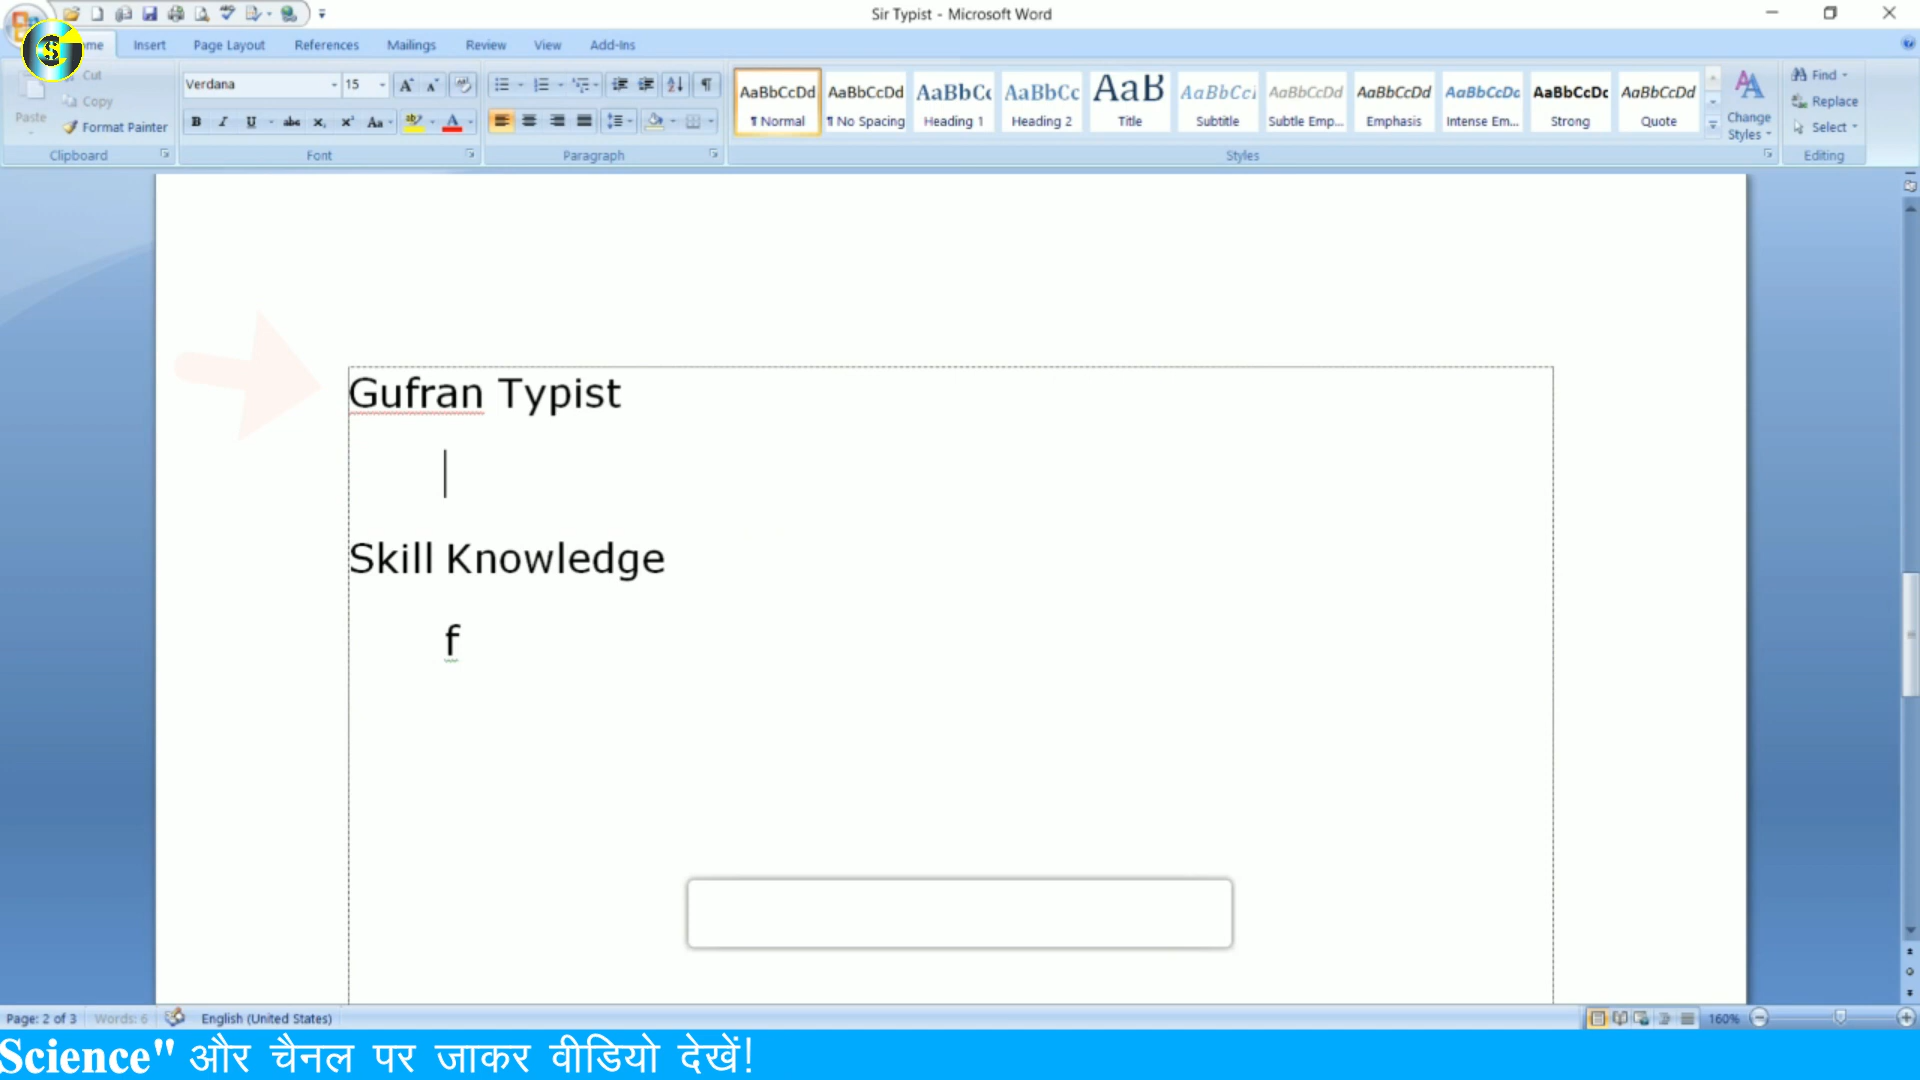 Sir Typist - Microsoft Word
Insert Page Layout References Mailings Review View Add-Ins
Cut
Copy
Format Painter
Paste
Clipboard
Verdana 15
Font
Paragraph
AaBbCcDd AaBbCcDd AaBbCc AaBbCc AaB AaBbCcI AaBbCcDd AaBbCcDd AaBbCcDc AaBbCcDc AaBbCcDd
¶ Normal ¶ No Spacing Heading 1 Heading 2 Title Subtitle Subtle Emp... Emphasis Intense Em... Strong Quote
Change Styles
Styles
Find
Replace
Select
Editing
Gufran Typist
Skill Knowledge
f
Page: 2 of 3 Words: 6 English (United States) 160%
Science" और चैनल पर जाकर वीडियो देखें!